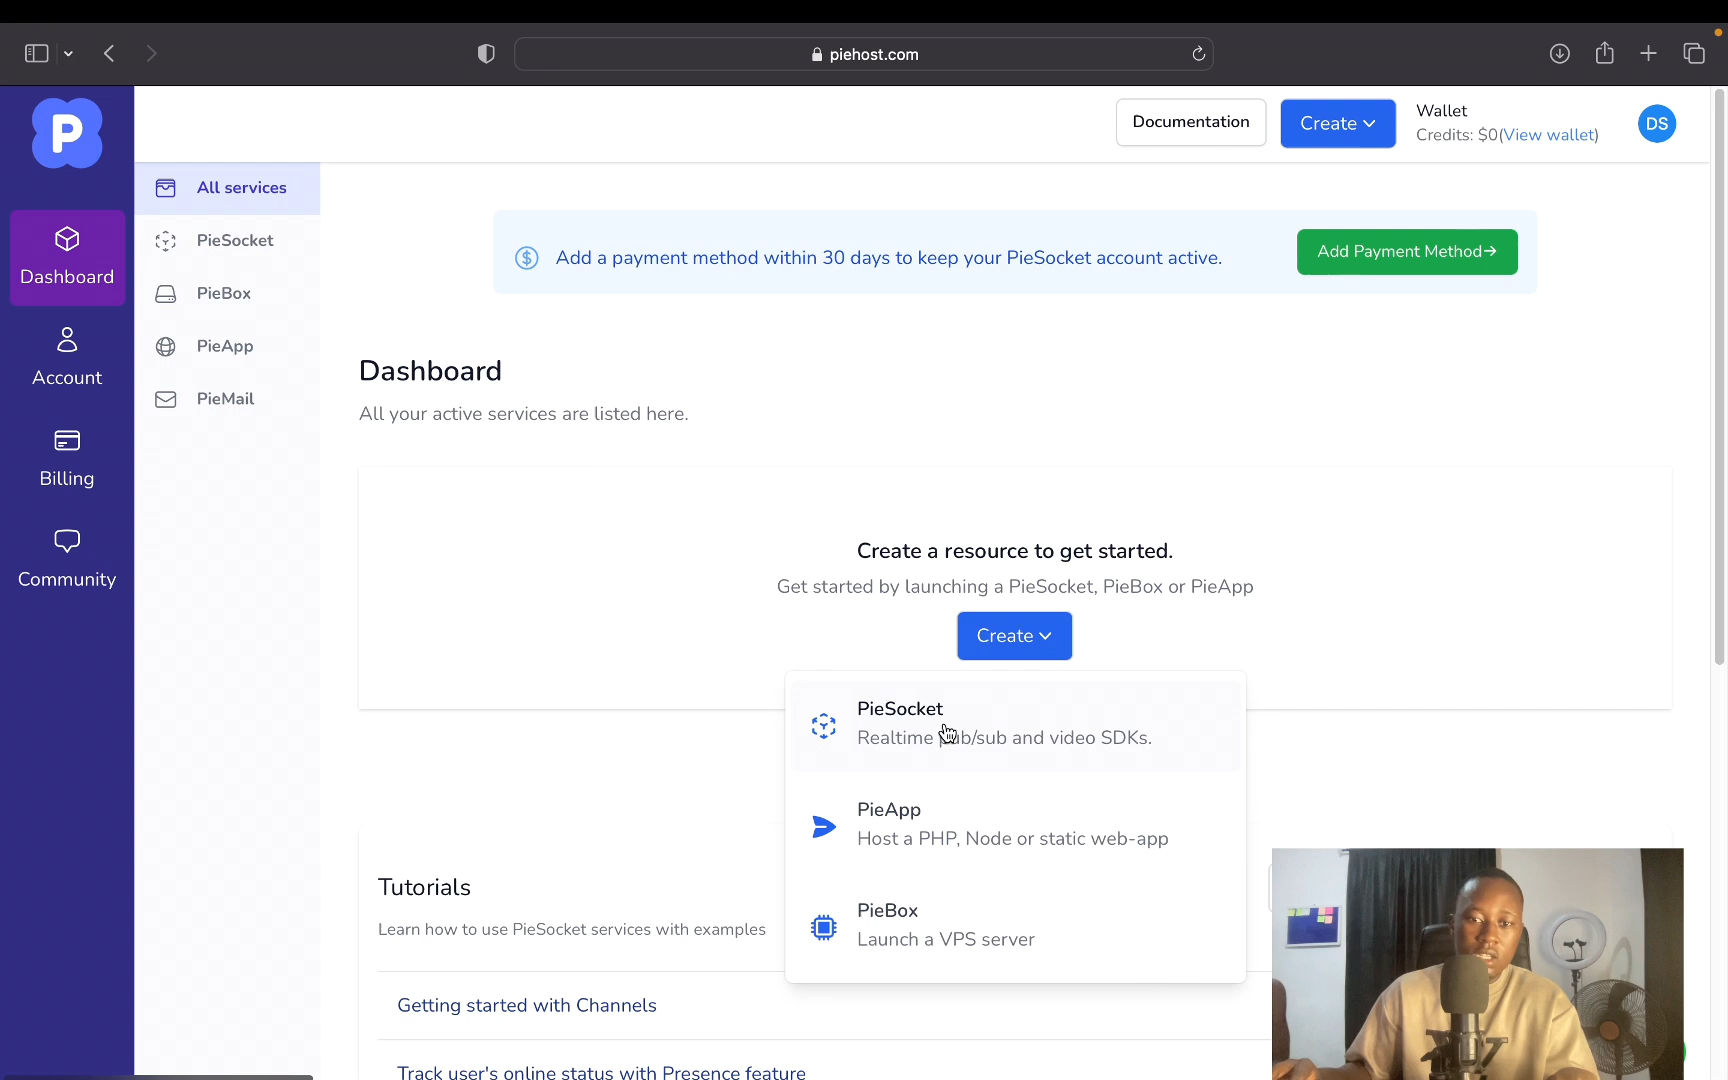 piehost.com
P
Documentation
Create
Wallet
Credits: $0(View wallet)
DS
Dashboard
Account
Billing
Community
All services
PieSocket
PieBox
PieApp
PieMail
Add a payment method within 30 days to keep your PieSocket account active.
Add Payment Method→
Dashboard
All your active services are listed here.
Create a resource to get started.
Get started by launching a PieSocket, PieBox or PieApp
Create
PieSocket
Realtime pub/sub and video SDKs.
PieApp
Host a PHP, Node or static web-app
PieBox
Launch a VPS server
Tutorials
Learn how to use PieSocket services with examples
Getting started with Channels
Track user's online status with Presence feature